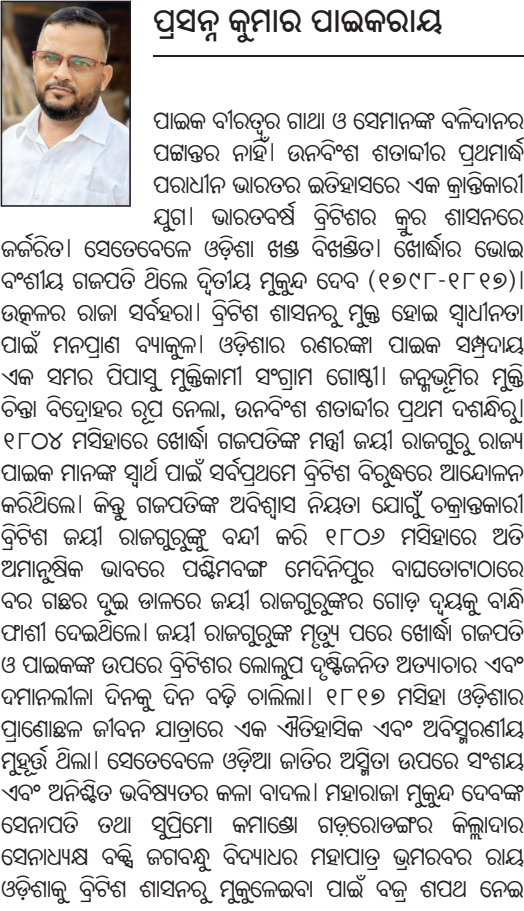 ପ୍ରସନ୍ନ କୁମାର ପାଇକରାୟ
ପାଇକ ବୀରତ୍ୱର ଗାଥା ଓ ସେମାନଙ୍କ ବଳିଦାନର
ପଟ୍ଟାନ୍ତର ନାହିଁ। ଉନବିଂଶ ଶତାବ୍ଦୀର ପ୍ରଥମାର୍ଦ୍ଧ
ପରାଧୀନ ଭାରତର ଇତିହାସରେ ଏକ କ୍ରାନ୍ତିକାରୀ
ଯୁଗ। ଭାରତବର୍ଷ ବ୍ରିଟିଶର କ୍ରୁର ଶାସନରେ
ଜର୍ଜରିତ। ସେତେବେଳେ ଓଡ଼ିଶା ଖଣ୍ଡ ବିଖଣ୍ଡିତ। ଖୋର୍ଦ୍ଧାର ଭୋଇ
ବଂଶୀୟ ଗଜପତି ଥିଲେ ଦ୍ୱିତୀୟ ମୁକୁନ୍ଦ ଦେବ (୧୭୯୮-୧୮୧୭)।
ଉତ୍କଳର ରାଜା ସର୍ବହରା। ବ୍ରିଟିଶ ଶାସନରୁ ମୁକ୍ତ ହୋଇ ସ୍ୱାଧୀନତା
ପାଇଁ ମନପ୍ରାଣ ବ୍ୟାକୁଳ। ଓଡ଼ିଶାର ରଣରଙ୍କା ପାଇକ ସମ୍ପ୍ରଦାୟ
ଏକ ସମର ପିପାସୁ ମୁକ୍ତିକାମୀ ସଂଗ୍ରାମ ଗୋଷ୍ଠୀ। ଜନ୍ମଭୂମିର ମୁକ୍ତି
ଚିନ୍ତା ବିଦ୍ରୋହର ରୂପ ନେଲା, ଉନବିଂଶ ଶତାବ୍ଦୀର ପ୍ରଥମ ଦଶନ୍ଧିରୁ।
୧୮୦୪ ମସିହାରେ ଖୋର୍ଦ୍ଧା ଗଜପତିଙ୍କ ମନ୍ତ୍ରୀ ଜୟୀ ରାଜଗୁରୁ ରାଜ୍ୟ
ପାଇକ ମାନଙ୍କ ସ୍ୱାର୍ଥ ପାଇଁ ସର୍ବପ୍ରଥମେ ବ୍ରିଟିଶ ବିରୁଦ୍ଧରେ ଆନ୍ଦୋଳନ
କରିଥିଲେ। କିନ୍ତୁ ଗଜପତିଙ୍କ ଅବିଶ୍ୱାସ ନିୟତା ଯୋଗୁଁ ଚକ୍ରାନ୍ତକାରୀ
ବ୍ରିଟିଶ ଜୟୀ ରାଜଗୁରୁଙ୍କୁ ବନ୍ଦୀ କରି ୧୮୦୬ ମସିହାରେ ଅତି
ଅମାନୁଷିକ ଭାବରେ ପଶ୍ଚିମବଙ୍ଗ ମେଦିନିପୁର ବାଘତୋଟାଠାରେ
ବର ଗଛର ଦୁଇ ଡାଳରେ ଜୟୀ ରାଜଗୁରୁଙ୍କର ଗୋଡ଼ ଦ୍ୱୟକୁ ବାନ୍ଧି
ଫାଶୀ ଦେଇଥିଲେ। ଜୟୀ ରାଜଗୁରୁଙ୍କ ମୃତ୍ୟୁ ପରେ ଖୋର୍ଦ୍ଧା ଗଜପତି
ଓ ପାଇକଙ୍କ ଉପରେ ବ୍ରିଟିଶର ଲୋଲୁପ ଦୃଷ୍ଟିଜନିତ ଅତ୍ୟାଚାର ଏବଂ
ଦମାନଲୀଳା ଦିନକୁ ଦିନ ବଢ଼ି ଚାଲିଲା। ୧୮୧୭ ମସିହା ଓଡ଼ିଶାର
ପ୍ରାଣୋଛଳ ଜୀବନ ଯାତ୍ରାରେ ଏକ ଐତିହାସିକ ଏବଂ ଅବିସ୍ମରଣୀୟ
ମୁହୂର୍ତ୍ତ ଥିଲା। ସେତେବେଳେ ଓଡ଼ିଆ ଜାତିର ଅସ୍ମିତା ଉପରେ ସଂଶୟ
ଏବଂ ଅନିଶ୍ଚିତ ଭବିଷ୍ୟତର କଳା ବାଦଲ। ମହାରାଜା ମୁକୁନ୍ଦ ଦେବଙ୍କ
ସେନାପତି ତଥା ସୁପ୍ରିମୋ କମାଣ୍ଡୋ ଗଡ଼ରୋଡଙ୍ଗର କିଲ୍ଲାଦାର
ସେନାଧ୍ୟକ୍ଷ ବକ୍ସି ଜଗବନ୍ଧୁ ବିଦ୍ୟାଧର ମହାପାତ୍ର ଭ୍ରମରବର ରାୟ
ଓଡ଼ିଶାକୁ ବ୍ରିଟିଶ ଶାସନରୁ ମୁକୁଳେଇବା ପାଇଁ ବଜ୍ର ଶପଥ ନେଇ